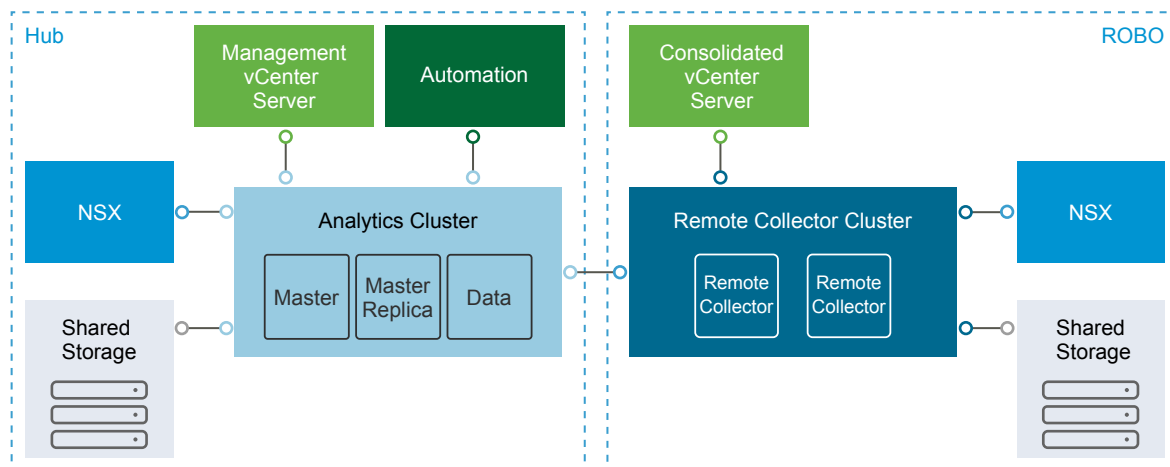 Hub
Management
vCenter
Server
Automation
NSX
Analytics Cluster
Master
Master
Replica
Data
Shared
Storage
ROBO
Consolidated
vCenter
Server
Remote Collector Cluster
Remote
Collector
Remote
Collector
NSX
Shared
Storage